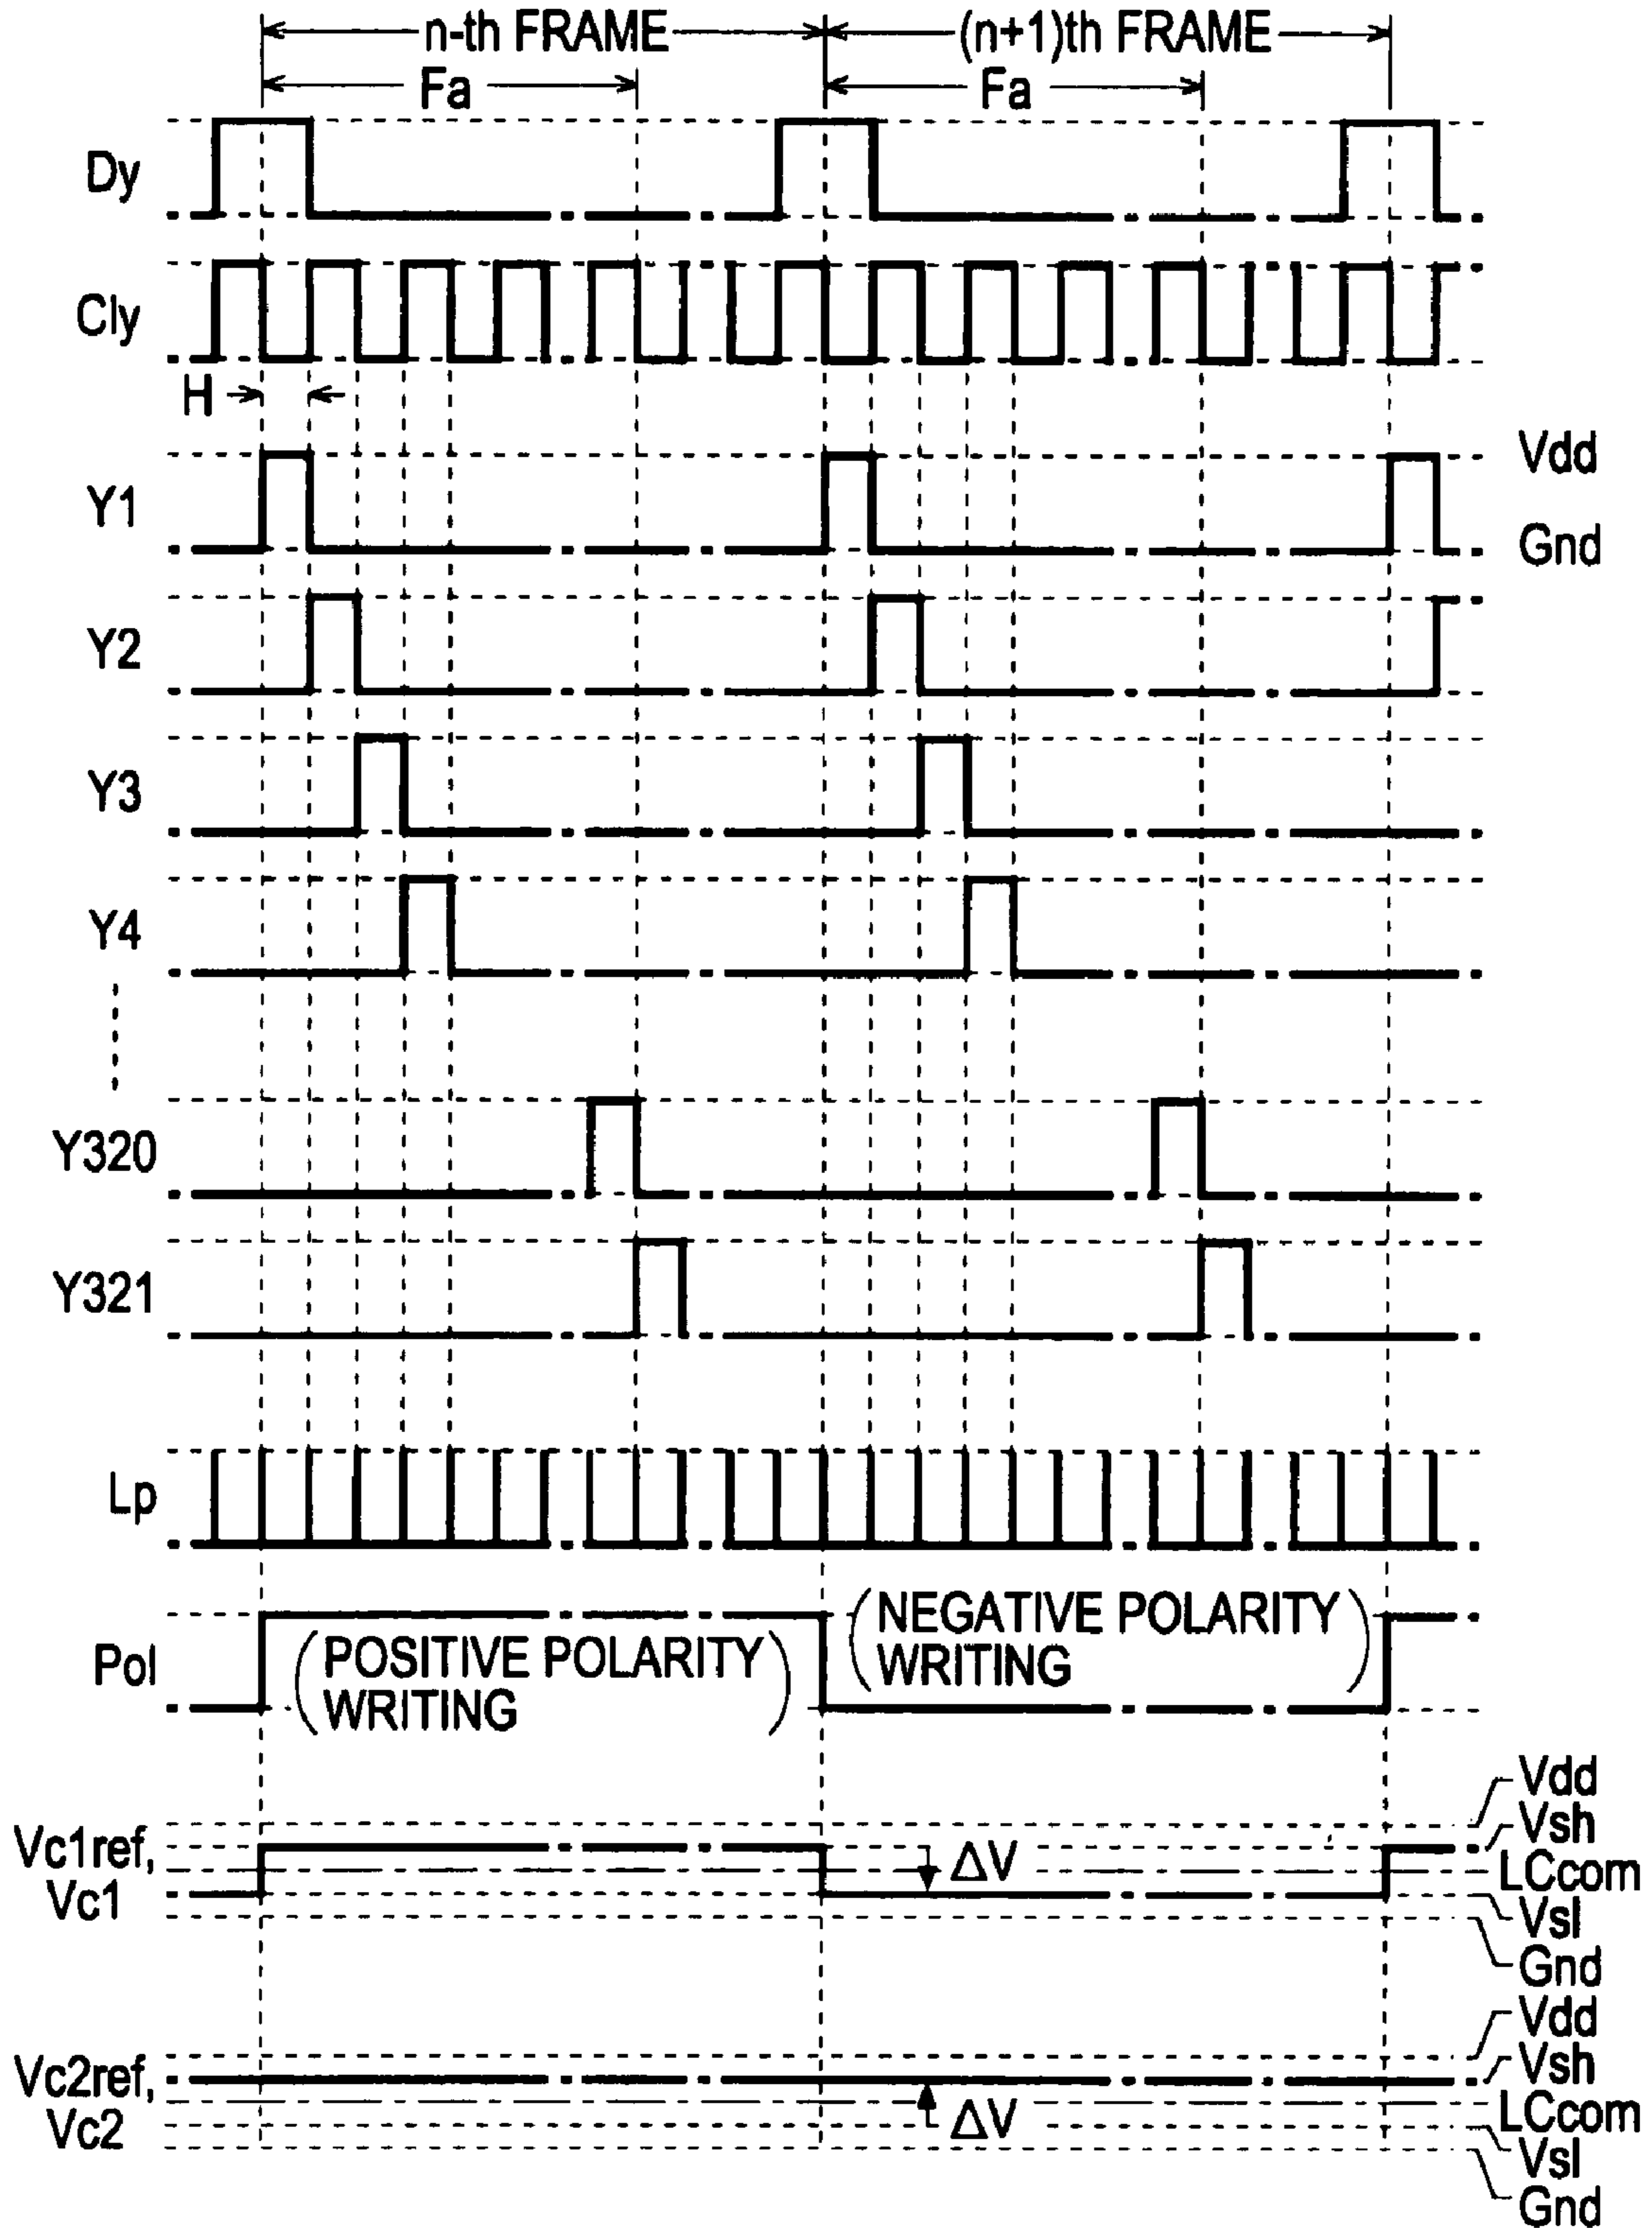 n-th FRAME (n+1)th FRAME
Fa Fa
Dy
Cly
H
Vdd
Y1
Gnd
Y2
Y3
Y4
Y320
Y321
Lp
Pol
(POSITIVE POLARITY
WRITING)
(NEGATIVE POLARITY
WRITING)
Vdd
Vsh
Vc1ref,
Vc1
ΔV
LCcom
Vsl
Gnd
Vdd
Vsh
Vc2ref,
Vc2
ΔV
LCcom
Vsl
Gnd